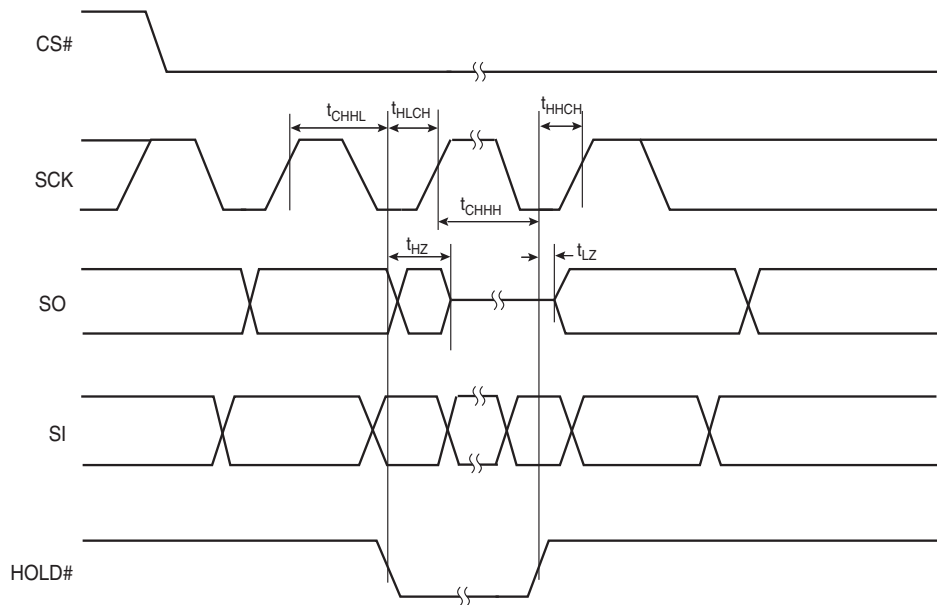 CS#
tCHHL
tHLCH
tHHCH
SCK
tCHHH
tHZ
tLZ
SO
SI
HOLD#